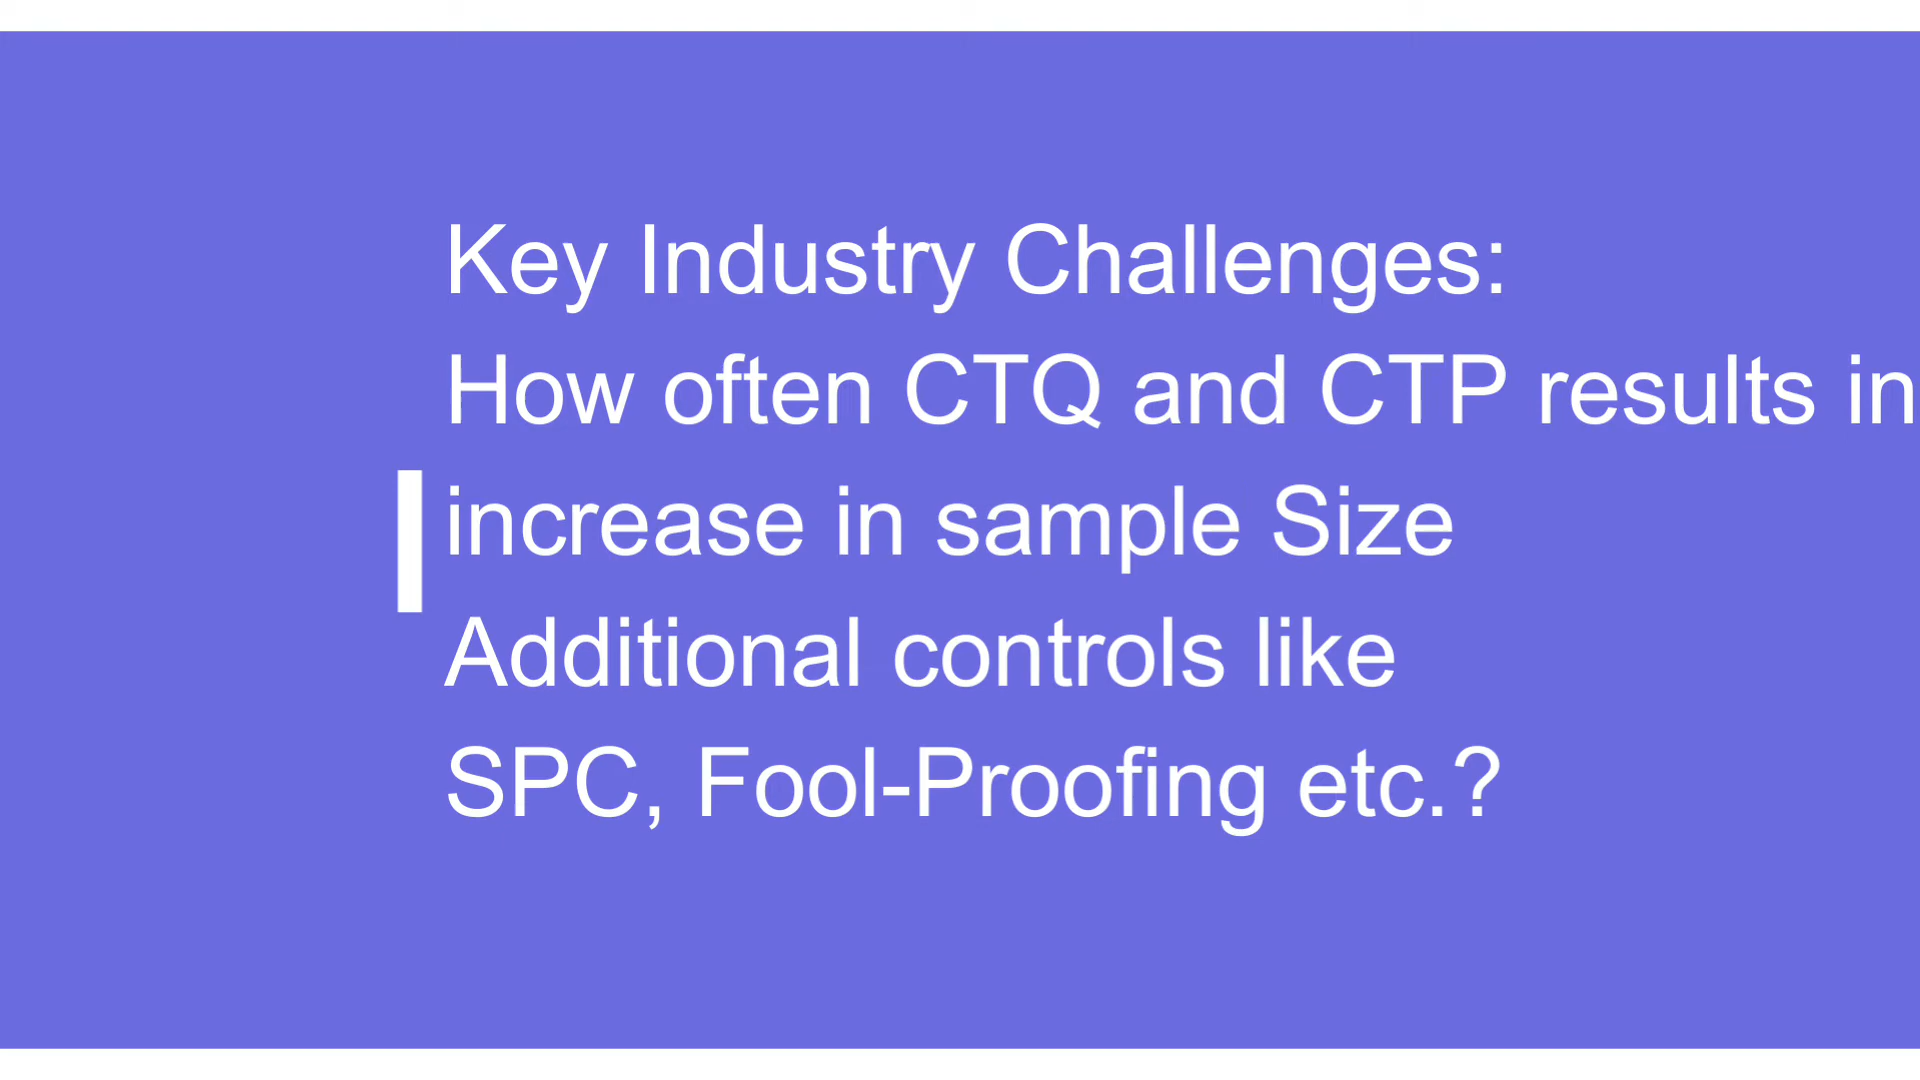 Key Industry Challenges:
How often CTQ and CTP results in
increase in sample Size
Additional controls like
SPC, Fool-Proofing etc.?